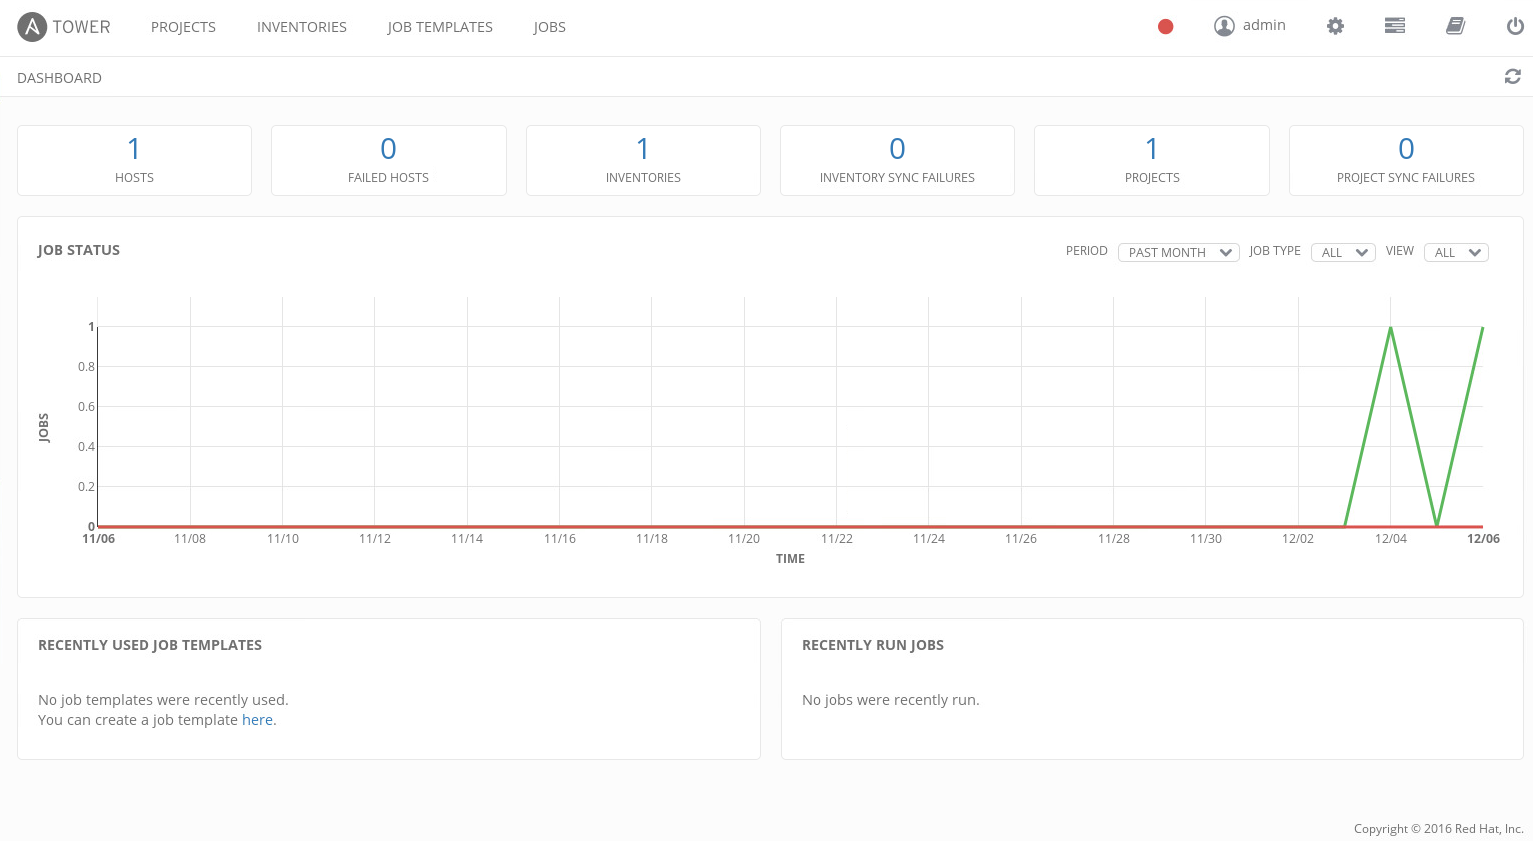 A TOWER PROJECTS INVENTORIES JOB TEMPLATES JOBS admin
DASHBOARD
1 0 1 0 1 0
HOSTS FAILED HOSTS INVENTORIES INVENTORY SYNC FAILURES PROJECTS PROJECT SYNC FAILURES
JOB STATUS PERIOD PAST MONTH JOB TYPE ALL VIEW ALL
1
0.8
0.6
0.4
0.2
0
JOBS
11/06 11/08 11/10 11/12 11/14 11/16 11/18 11/20 11/22 11/24 11/26 11/28 11/30 12/02 12/04 12/06
TIME
RECENTLY USED JOB TEMPLATES
No job templates were recently used.
You can create a job template here.
RECENTLY RUN JOBS
No jobs were recently run.
Copyright © 2016 Red Hat, Inc.